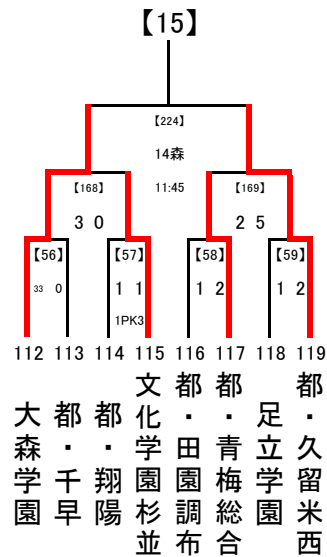 【15】
【224】
14森
11:45
【168】
【169】
3 0
2 5
【56】
【57】
【58】
【59】
33 0
1 1
1 2
1 2
1PK3
112 113 114 115 116 117 118 119
大森学園
都・千早
都・翔陽
文化学園杉並
都・田園調布
都・青梅総合
足立学園
都・久留米西